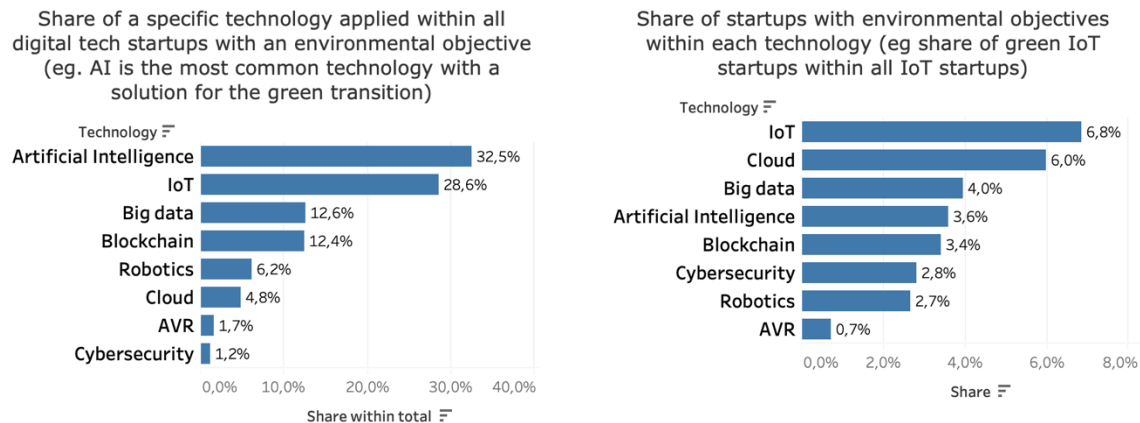 Share of a specific technology applied within all
digital tech startups with an environmental objective
(eg. AI is the most common technology with a
solution for the green transition)
Technology
Artificial Intelligence 32,5%
IoT 28,6%
Big data 12,6%
Blockchain 12,4%
Robotics 6,2%
Cloud 4,8%
AVR 1,7%
Cybersecurity 1,2%
0,0% 10,0% 20,0% 30,0% 40,0%
Share within total
Share of startups with environmental objectives
within each technology (eg share of green IoT
startups within all IoT startups)
Technology
IoT 6,8%
Cloud 6,0%
Big data 4,0%
Artificial Intelligence 3,6%
Blockchain 3,4%
Cybersecurity 2,8%
Robotics 2,7%
AVR 0,7%
0,0% 2,0% 4,0% 6,0% 8,0%
Share